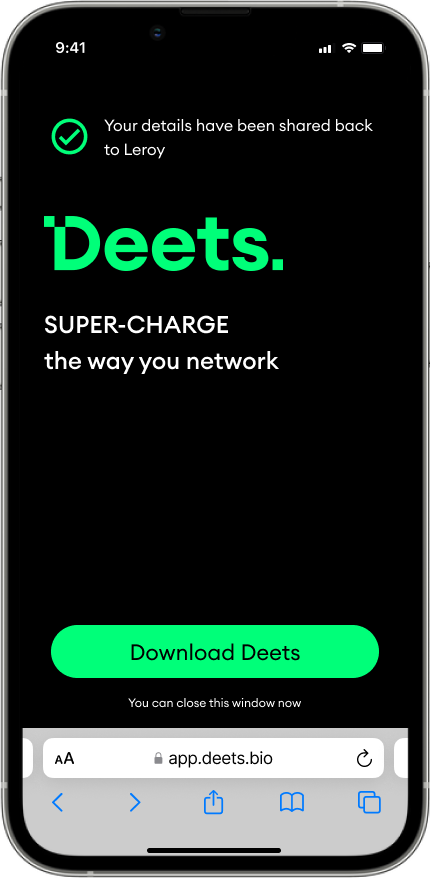 9:41
Your details have been shared back
to Leroy
Deets.
SUPER-CHARGE
the way you network
Download Deets
You can close this window now
AA app.deets.bio